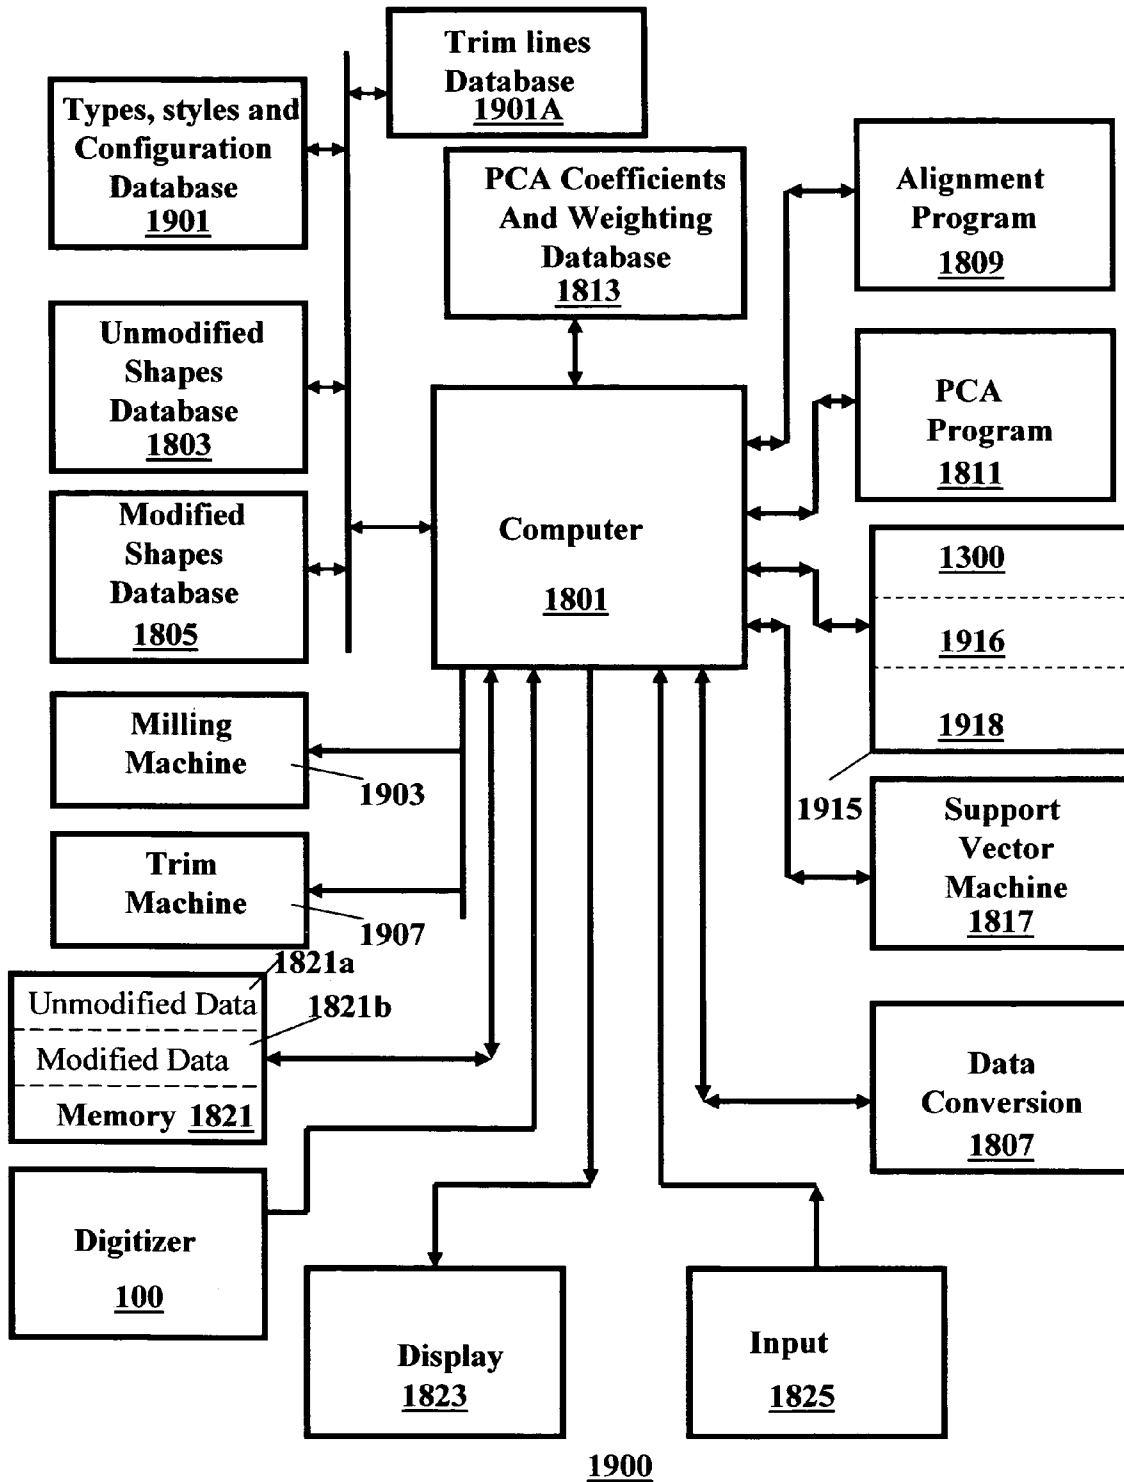 Trim lines
Database
1901A
Types, styles and
Configuration
Database
1901
PCA Coefficients
And Weighting
Database
1813
Alignment
Program
1809
Unmodified
Shapes
Database
1803
PCA
Program
1811
Modified
Shapes
Database
1805
Computer
1801
1300
1916
1918
1915
Milling
Machine
1903
Support
Vector
Machine
1817
Trim
Machine
1907
1821a
Unmodified Data
1821b
Modified Data
Memory 1821
Data
Conversion
1807
Digitizer
100
Display
1823
Input
1825
1900